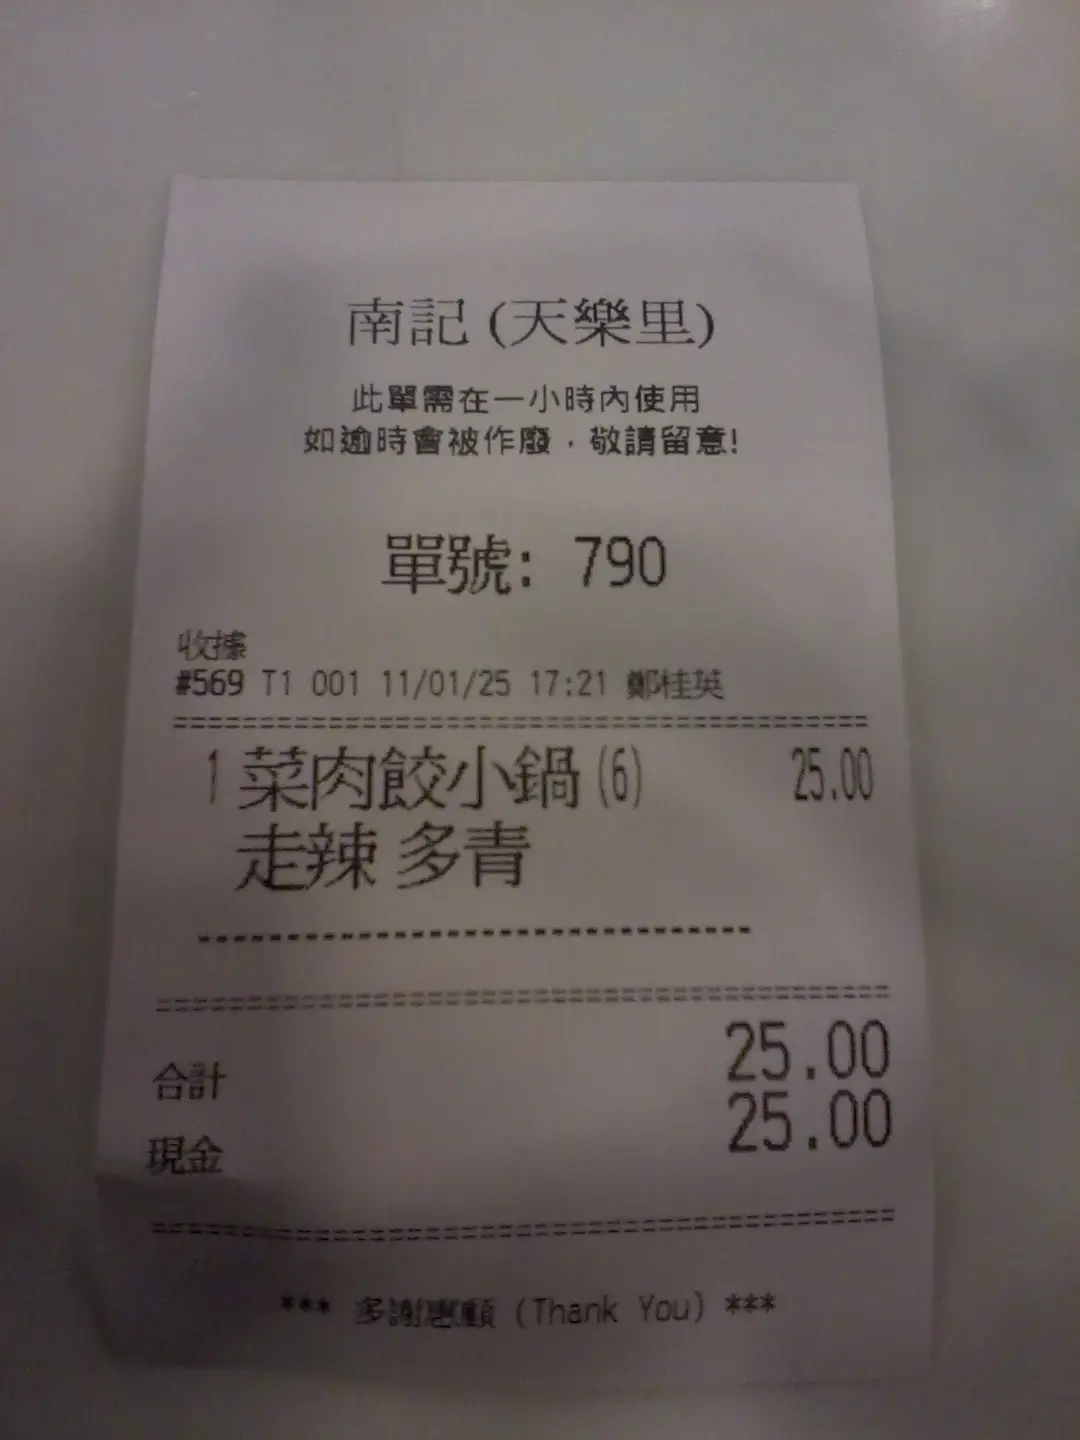 南記 (天樂里)
此單需在一小時內使用
如逾時會被作廢，敬請留意!
單號: 790
收據
#569 T1 001 11/01/25 17:21 鄭桂英
1 菜肉餃小鍋(6) 25.00
走辣 多青
合計 25.00
現金 25.00
*** 多謝惠顧 (Thank You) ***